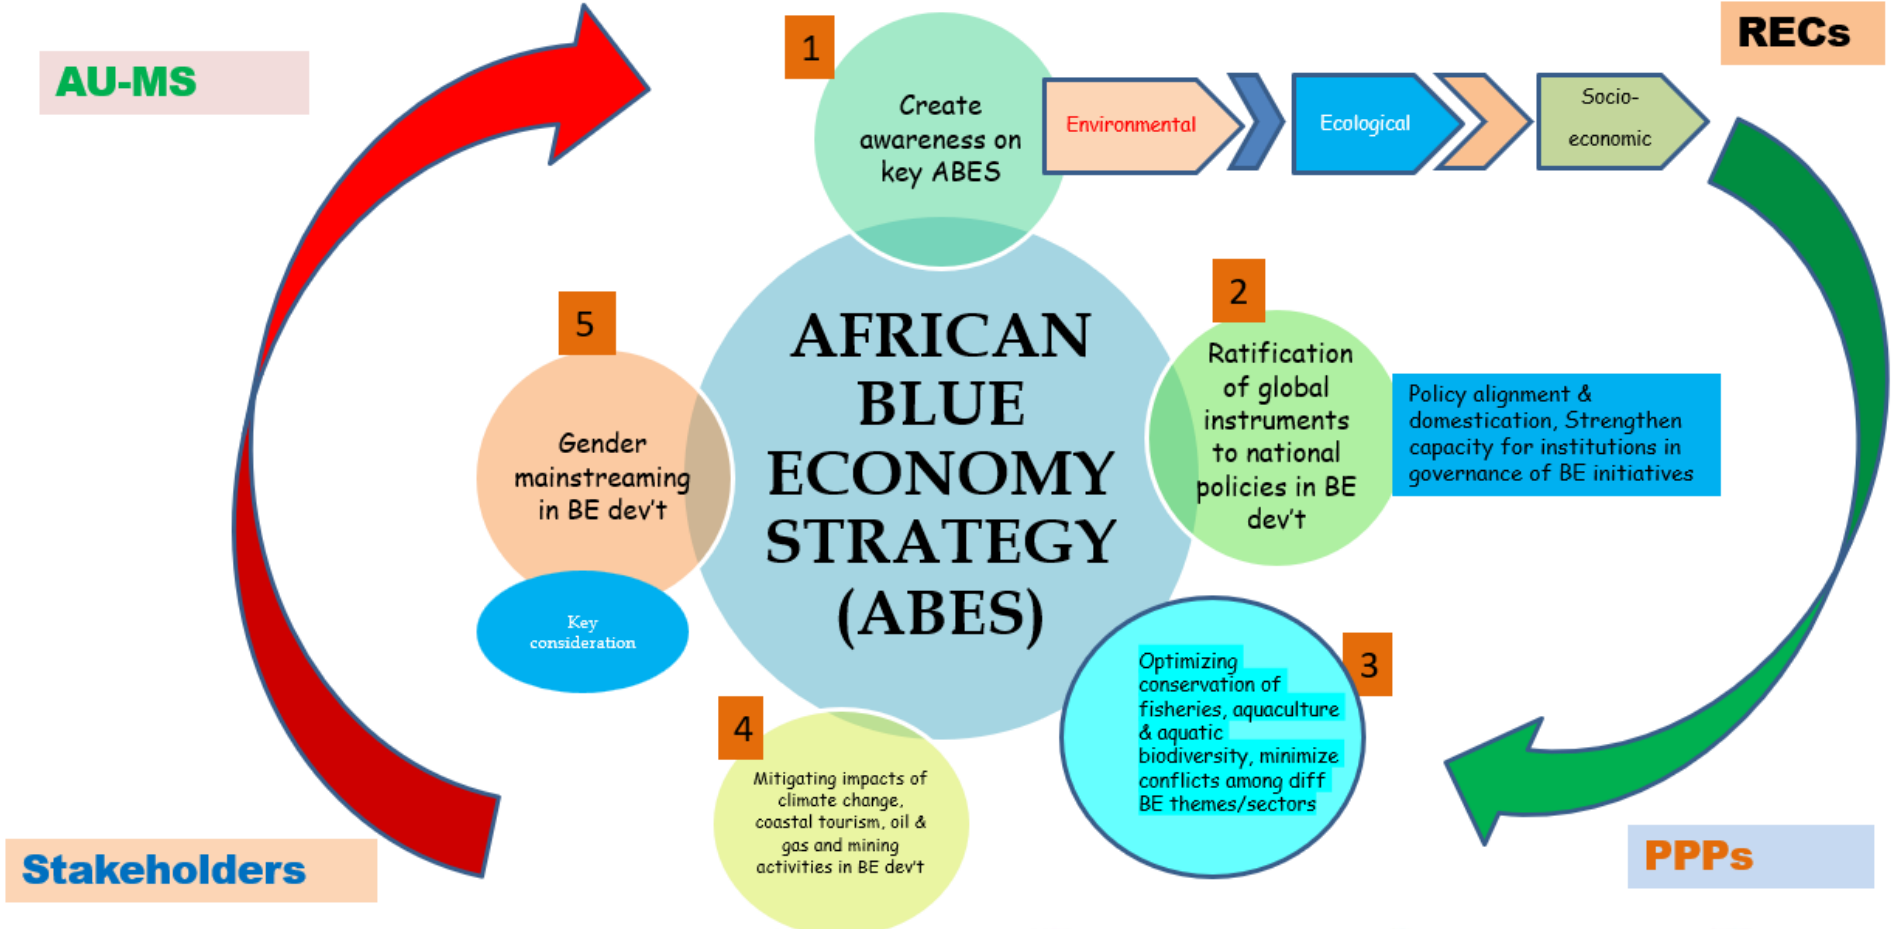 AU-MS
RECs
1
Create
awareness on
key ABES
Environmental
Ecological
Socio-
economic
2
Ratification
of global
instruments
to national
policies in BE
dev't
Policy alignment &
domestication, Strengthen
capacity for institutions in
governance of BE initiatives
AFRICAN
BLUE
ECONOMY
STRATEGY
(ABES)
3
Optimizing
conservation of
fisheries, aquaculture
& aquatic
biodiversity, minimize
conflicts among diff
BE themes/sectors
4
Mitigating impacts of
climate change,
coastal tourism, oil &
gas and mining
activities in BE dev't
5
Gender
mainstreaming
in BE dev't
Key
consideration
Stakeholders
PPPs